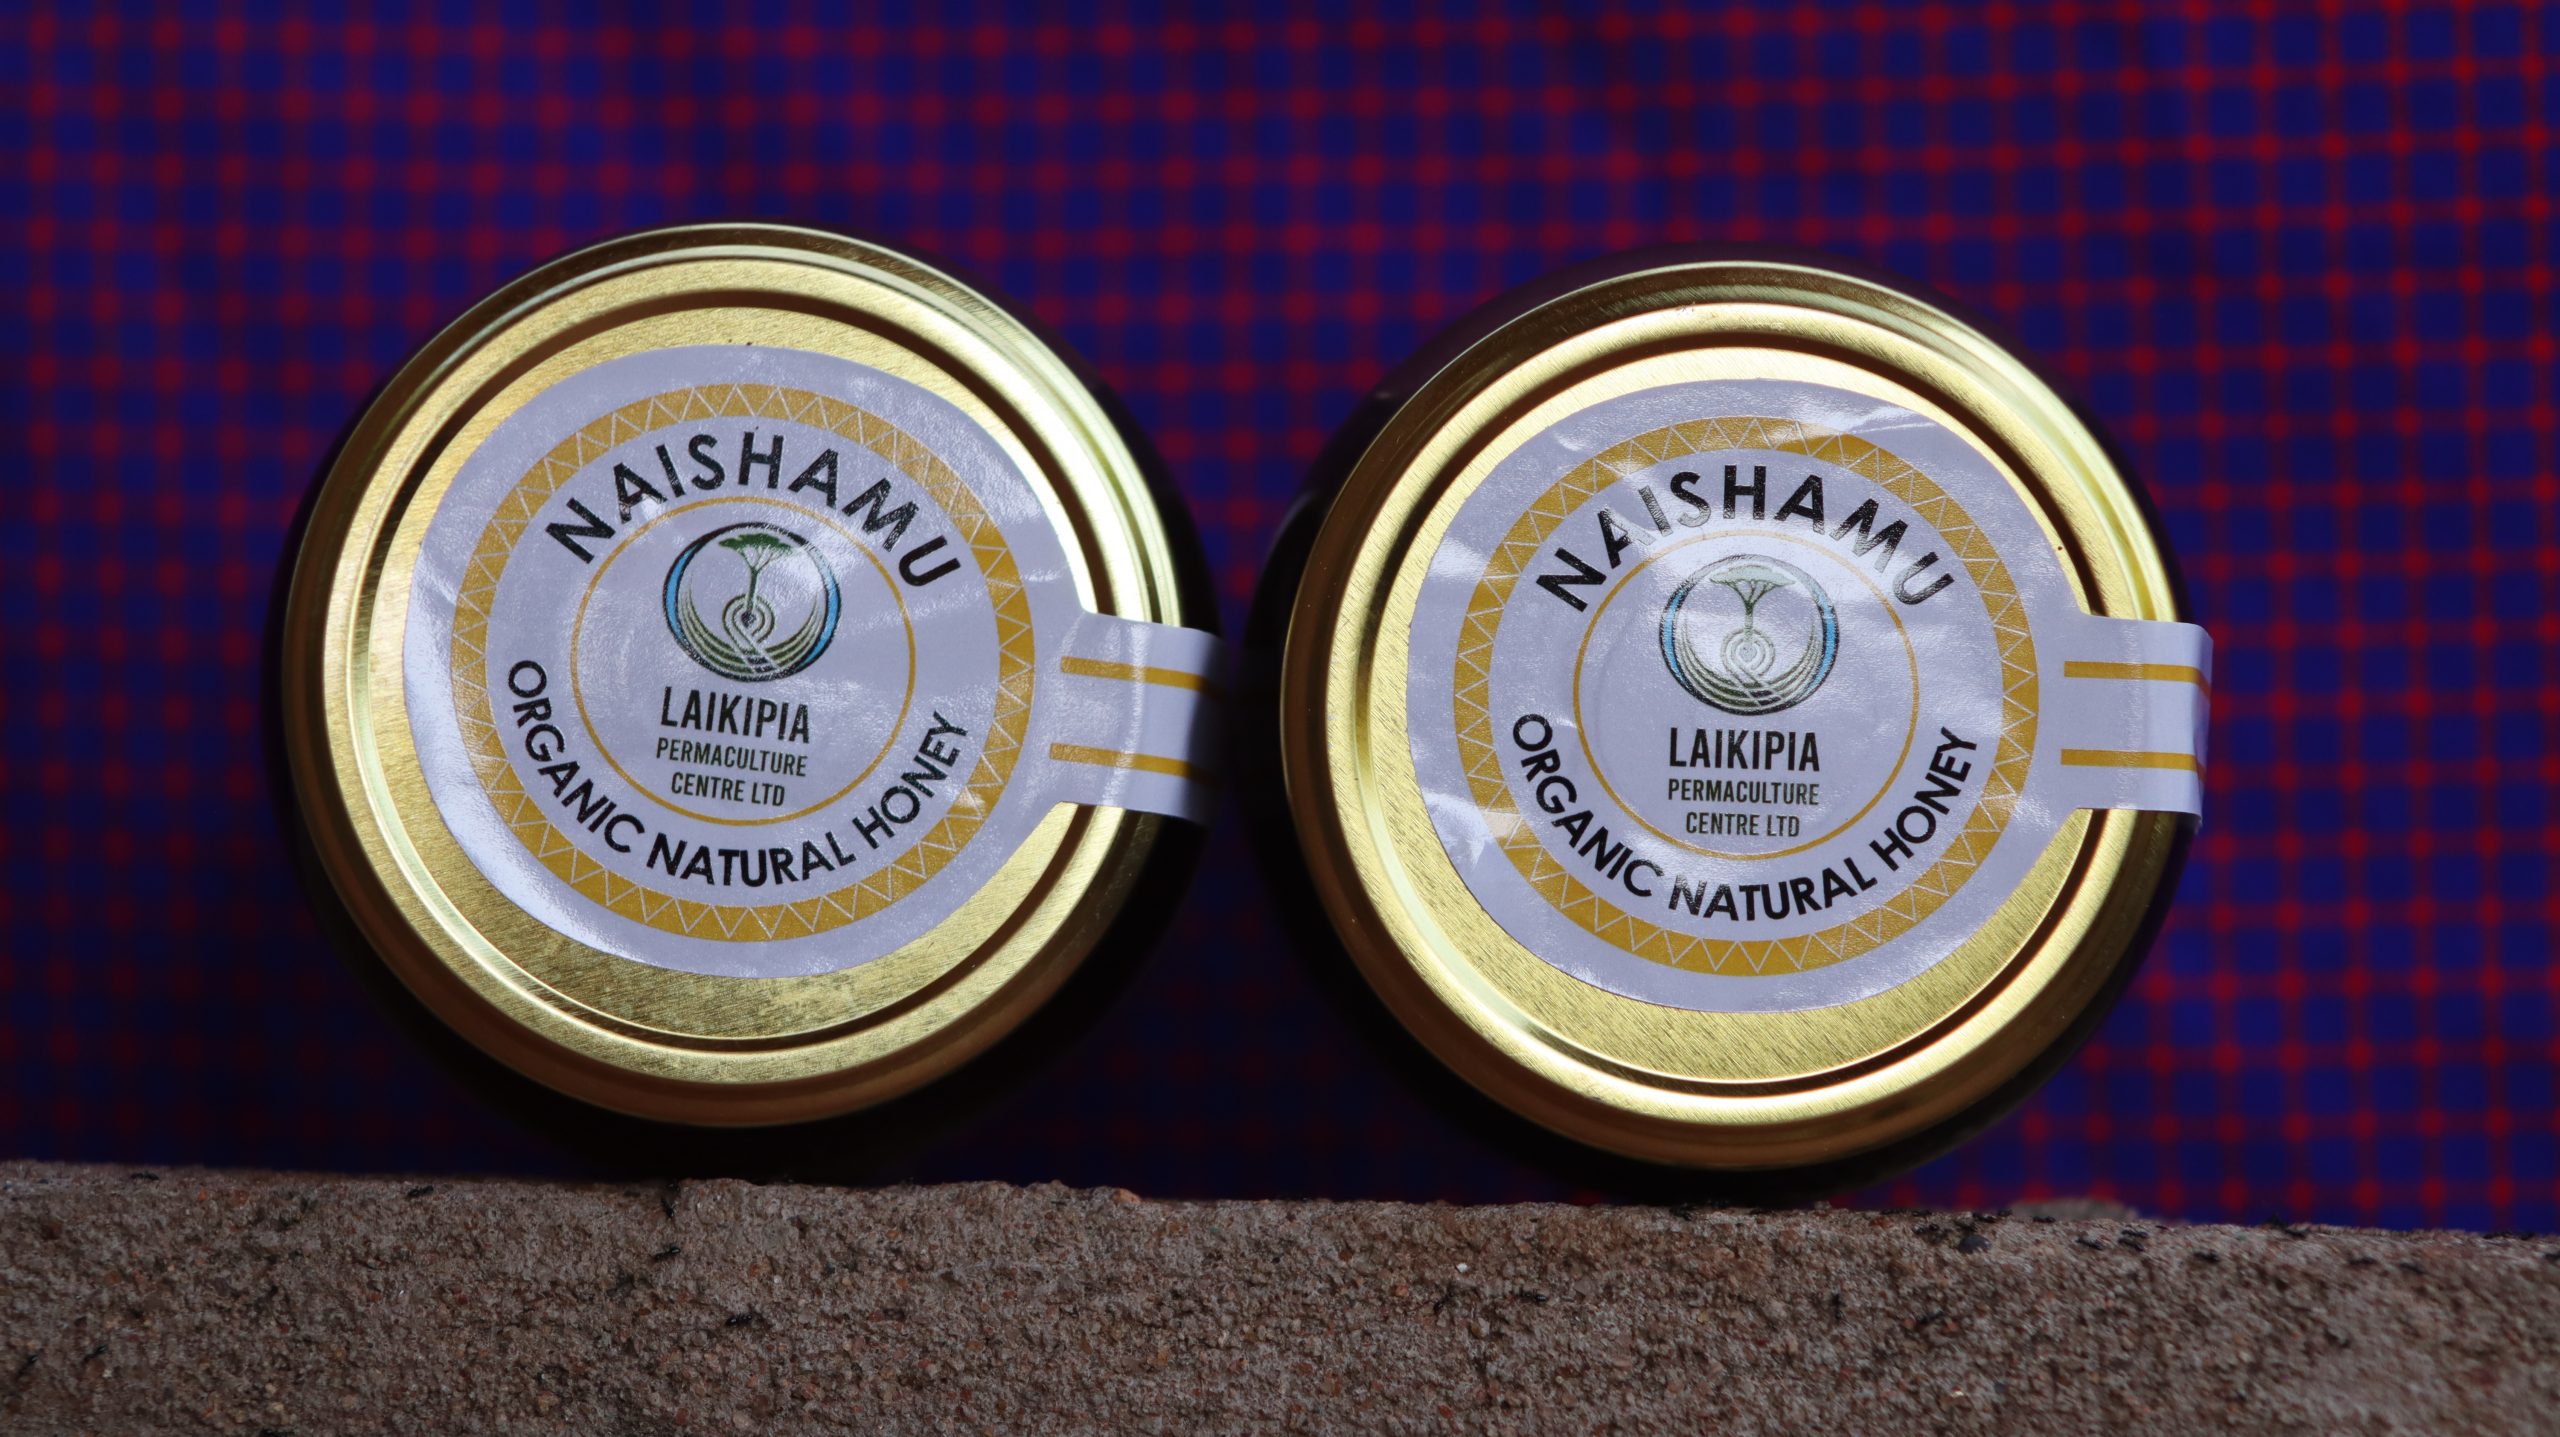 NAISHAMU
LAIKIPIA
PERMACULTURE
CENTRE LTD
ORGANIC NATURAL HONEY
NAISHAMU
LAIKIPIA
PERMACULTURE
CENTRE LTD
ORGANIC NATURAL HONEY